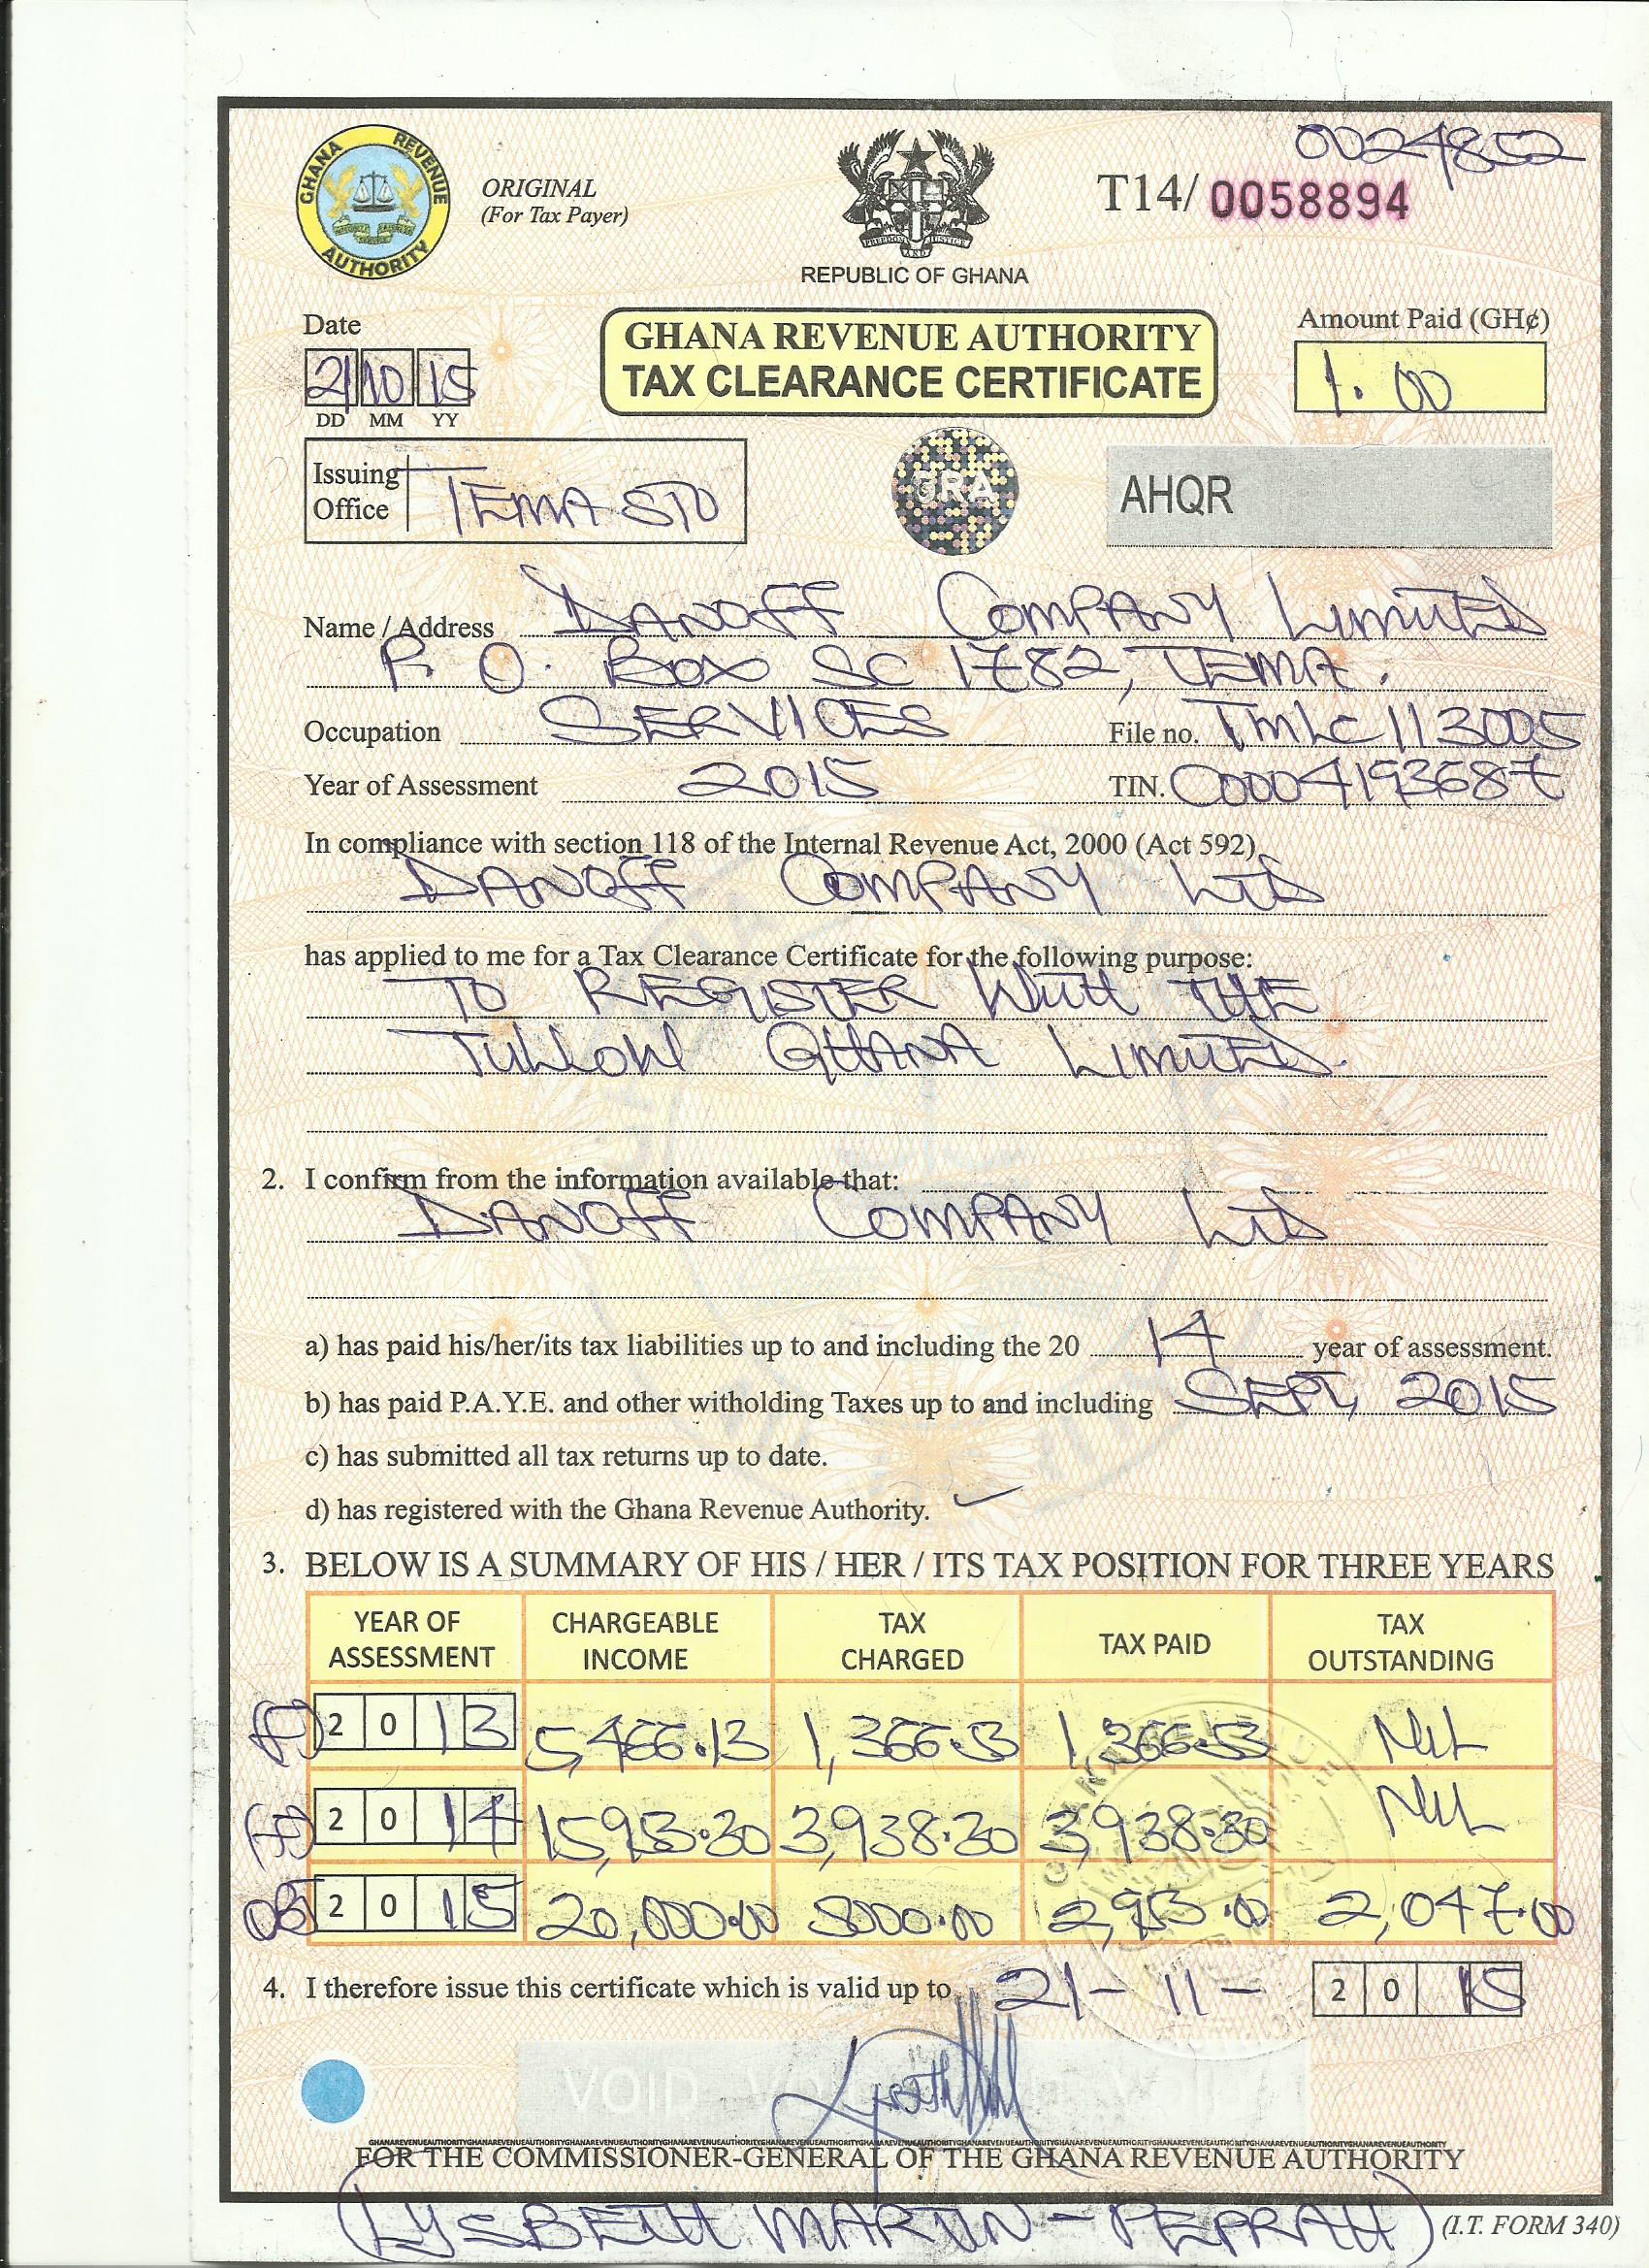 0024852
GHANA REVENUE AUTHORITY
ORIGINAL
(For Tax Payer)
FREEDOM AND JUSTICE
REPUBLIC OF GHANA
T14/ 0058894
Date
21 10 15
DD MM YY
GHANA REVENUE AUTHORITY
TAX CLEARANCE CERTIFICATE
Amount Paid (GH¢)
1.00
Issuing Office TEMA STO
GRA
AHQR
Name / Address DANOFF COMPANY LIMITED
P. O. BOX SC 1782, TEMA.
Occupation SERVICES File no. TMLC113005
Year of Assessment 2015 TIN. C0004193687
In compliance with section 118 of the Internal Revenue Act, 2000 (Act 592)
DANOFF COMPANY LTD
has applied to me for a Tax Clearance Certificate for the following purpose:
TO REGISTER WITH THE
TULLOW GHANA LIMITED.
2. I confirm from the information available that:
DANOFF COMPANY LTD
a) has paid his/her/its tax liabilities up to and including the 20 14 year of assessment.
b) has paid P.A.Y.E. and other witholding Taxes up to and including SEPT, 2015
c) has submitted all tax returns up to date.
d) has registered with the Ghana Revenue Authority.
3. BELOW IS A SUMMARY OF HIS / HER / ITS TAX POSITION FOR THREE YEARS
YEAR OF ASSESSMENT CHARGEABLE INCOME TAX CHARGED TAX PAID TAX OUTSTANDING
2013 5,466.13 1,366.53 1,366.53 NIL
2014 15,753.30 3,938.30 3,938.30 NIL
2015 20,000.00 5000.00 2,953.00 2,047.00
4. I therefore issue this certificate which is valid up to 21-11-2015
VOID
FOR THE COMMISSIONER-GENERAL OF THE GHANA REVENUE AUTHORITY
(LYSBETH MARTIN-PEPRAH)
(I.T. FORM 340)